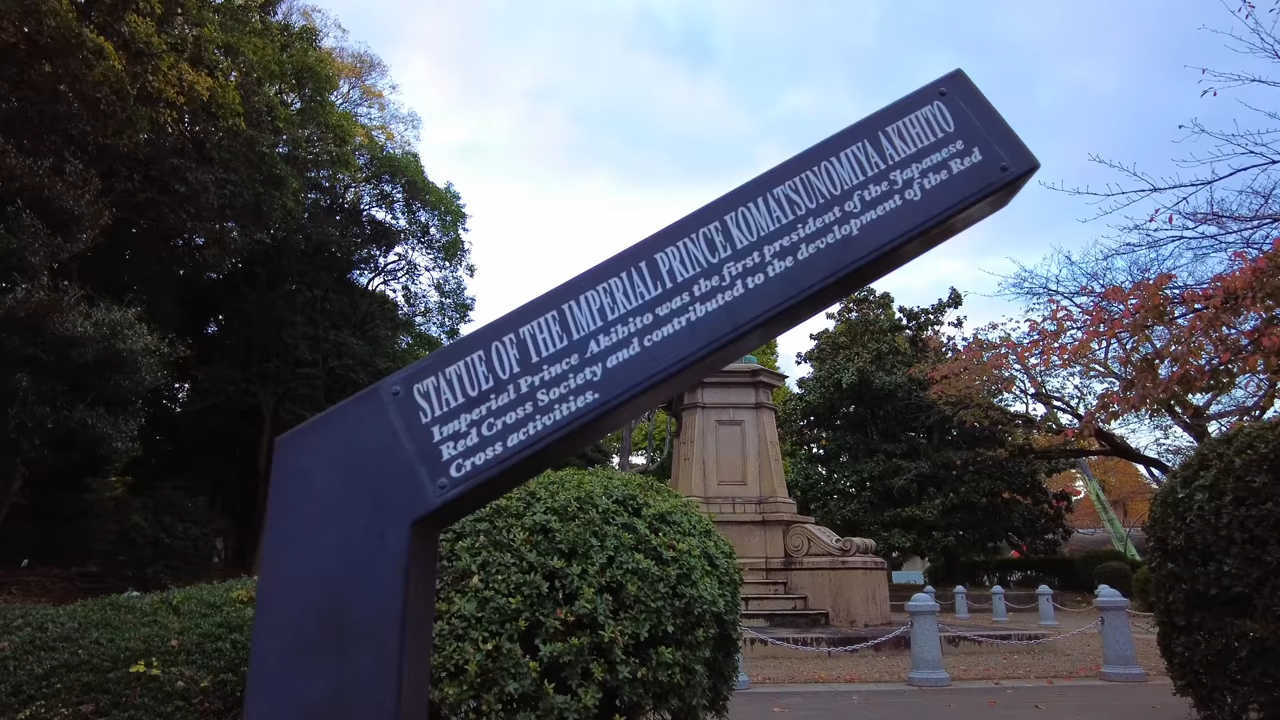 STATUE OF THE IMPERIAL PRINCE KOMATSUNOMIYA AKIHITO
Imperial Prince Akihito was the first president of the Japanese
Red Cross Society and contributed to the development of the Red
Cross activities.